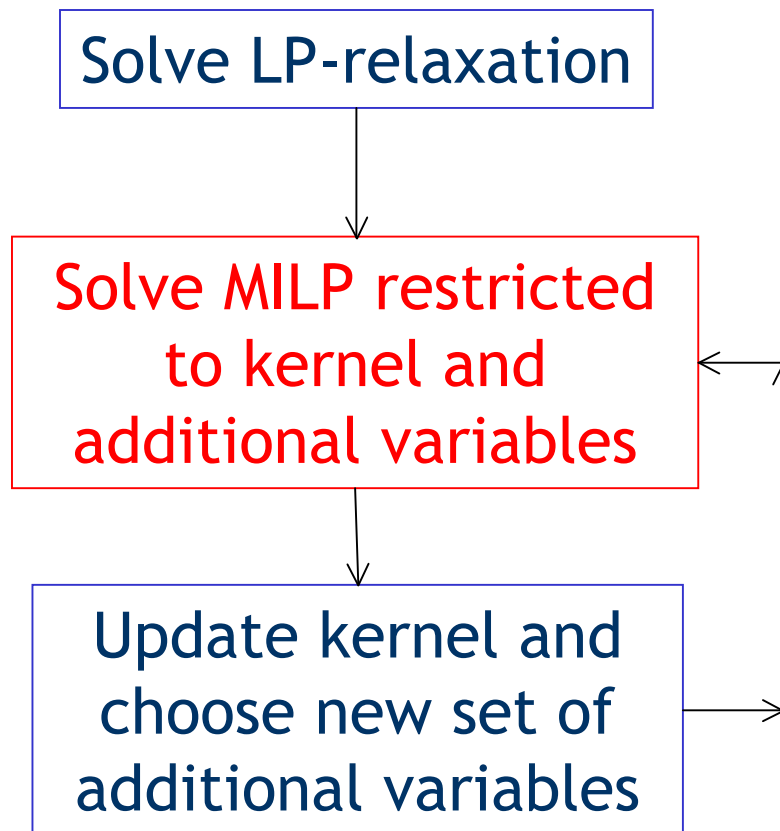 Solve LP-relaxation
Solve MILP restricted
to kernel and
additional variables
Update kernel and
choose new set of
additional variables